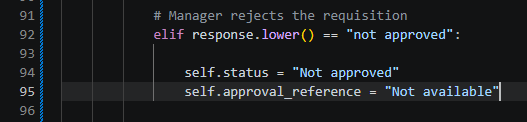 91 # Manager rejects the requisition
92 elif response.lower() == "not approved":
93
94 self.status = "Not approved"
95 self.approval_reference = "Not available"
96